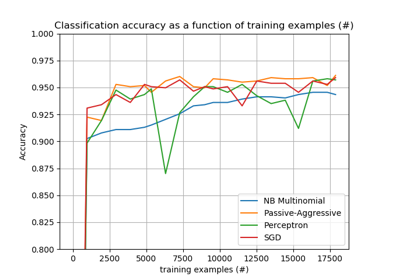 Classification accuracy as a function of training examples (#)
1.000
0.975
0.950
0.925
0.900
0.875
0.850
0.825
0.800
Accuracy
NB Multinomial
Passive-Aggressive
Perceptron
SGD
0 2500 5000 7500 10000 12500 15000 17500
training examples (#)